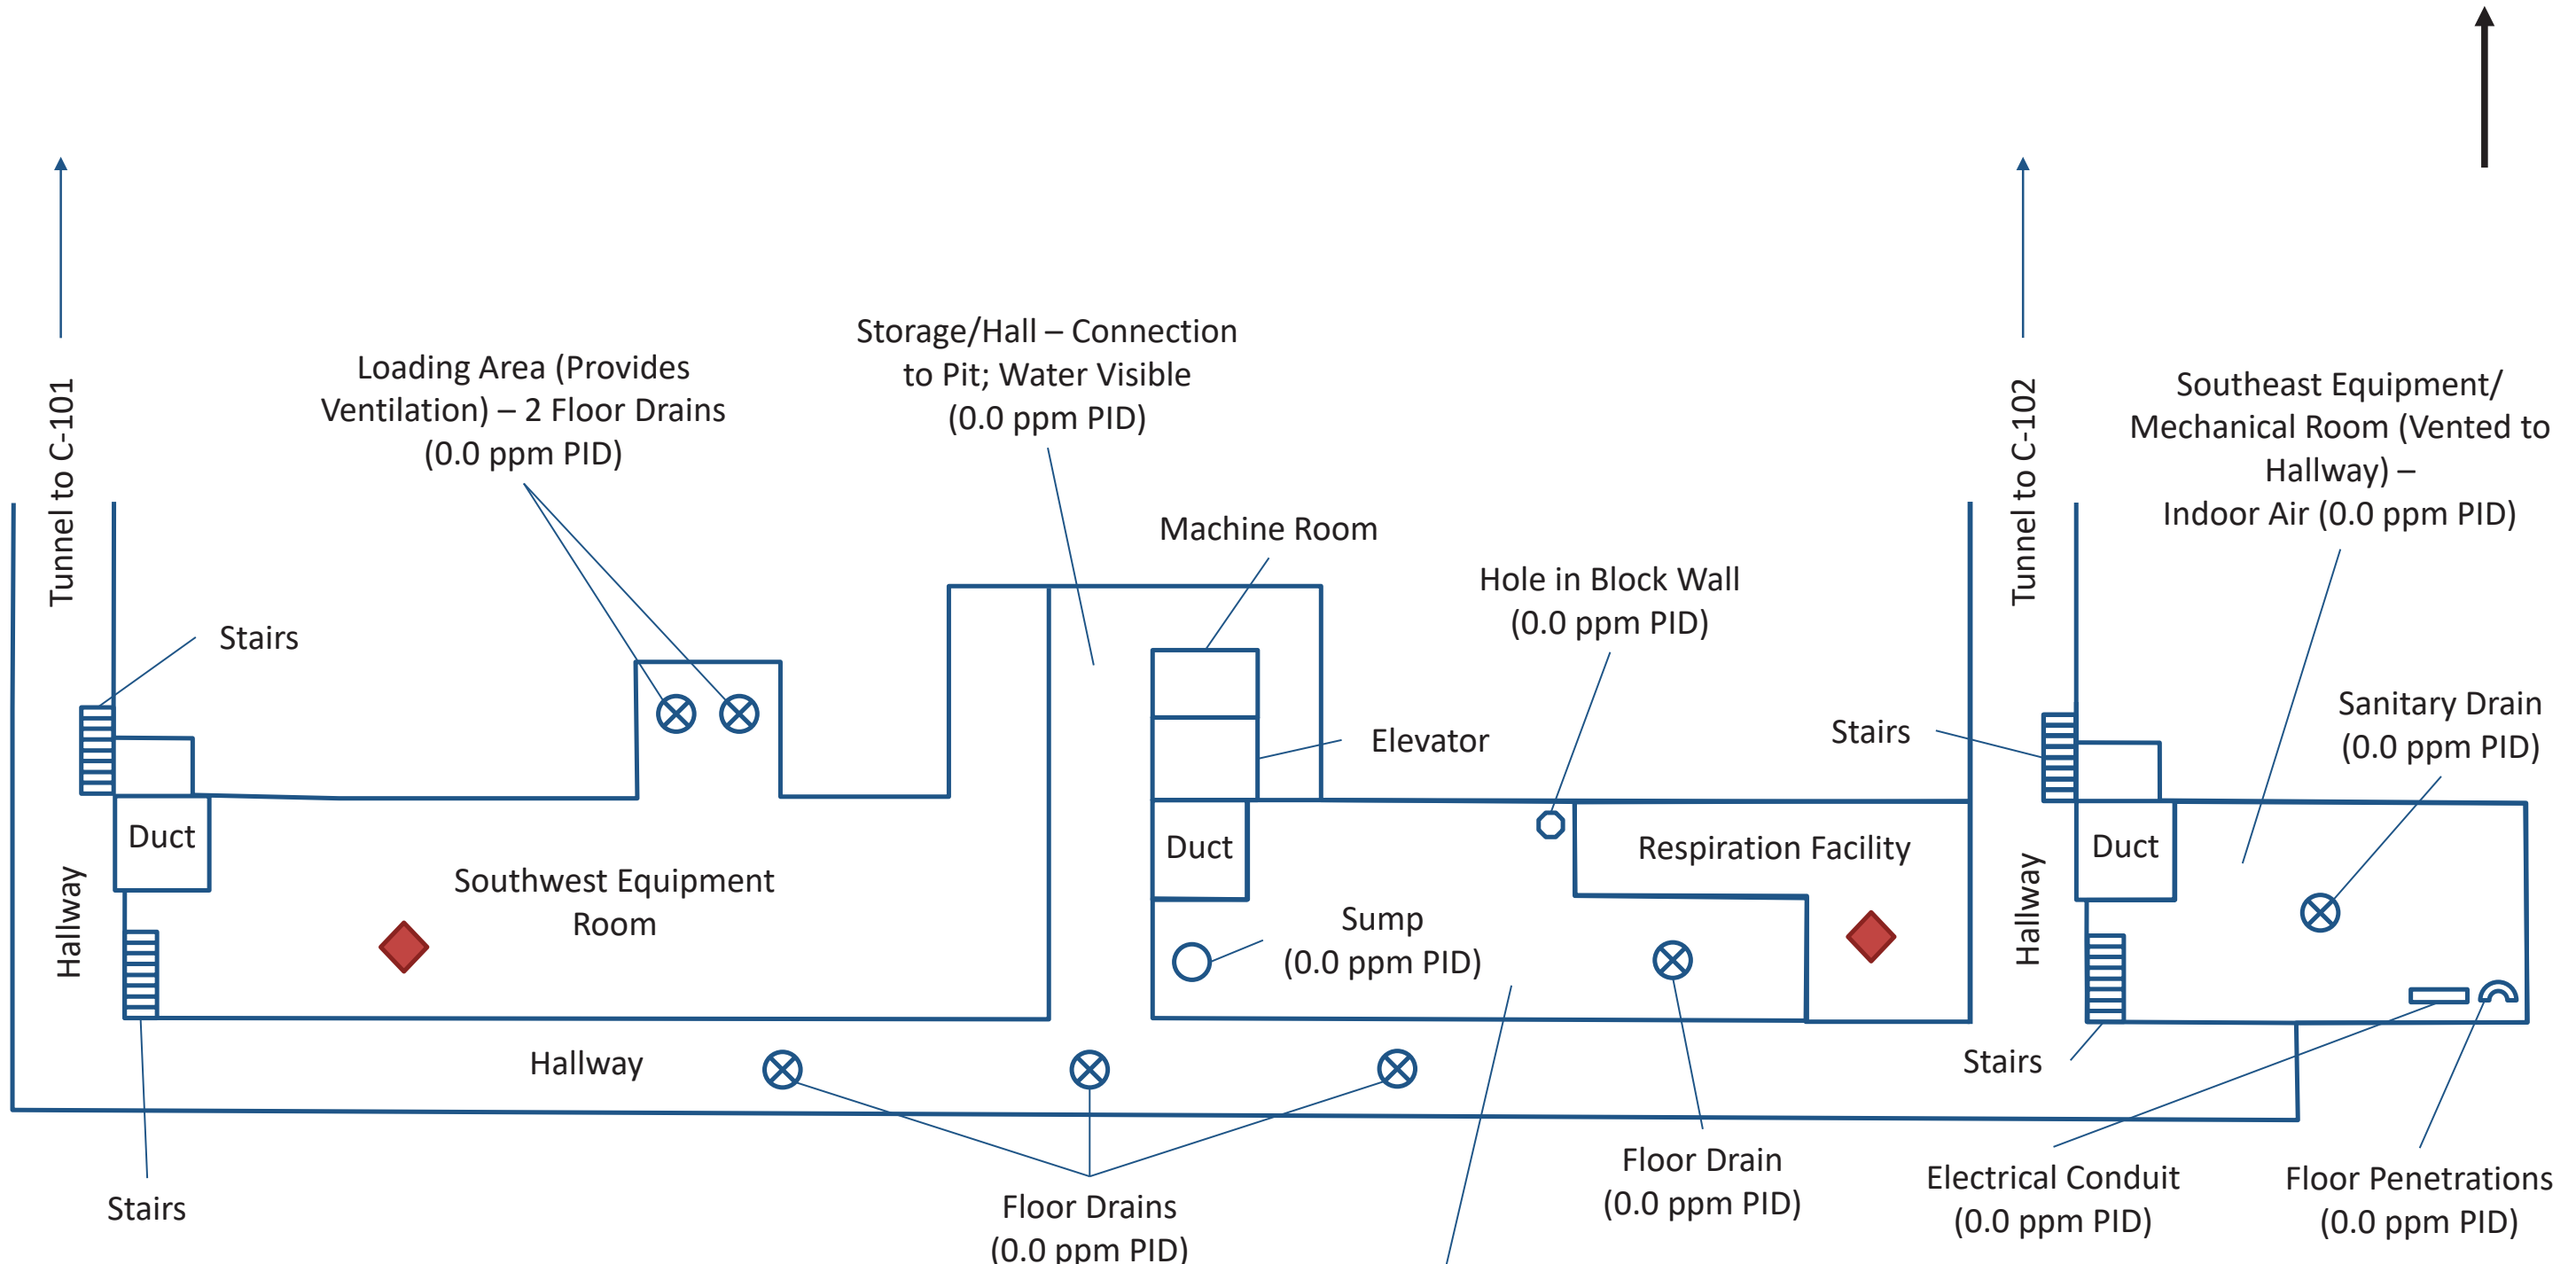 Storage/Hall – Connection
to Pit; Water Visible
(0.0 ppm PID)
Loading Area (Provides
Ventilation) – 2 Floor Drains
(0.0 ppm PID)
Tunnel to C-101
Tunnel to C-102
Southeast Equipment/
Mechanical Room (Vented to
Hallway) –
Indoor Air (0.0 ppm PID)
Machine Room
Hole in Block Wall
(0.0 ppm PID)
Stairs
Elevator
Stairs
Sanitary Drain
(0.0 ppm PID)
Duct
Duct
Respiration Facility
Duct
Southwest Equipment
Room
Hallway
Sump
(0.0 ppm PID)
Hallway
Hallway
Stairs
Stairs
Floor Drains
(0.0 ppm PID)
Floor Drain
(0.0 ppm PID)
Electrical Conduit
(0.0 ppm PID)
Floor Penetrations
(0.0 ppm PID)